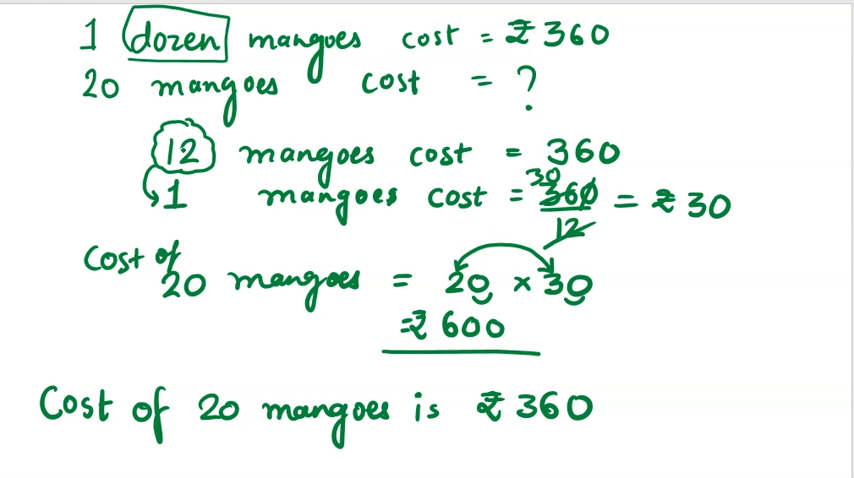 1 dozen mangoes cost = ₹ 360
20 mangoes cost = ?
12 mangoes cost = 360
1 mangoes cost = 30 360/12 = ₹ 30
Cost of 20 mangoes = 20 × 30
= ₹ 600
Cost of 20 mangoes is ₹ 360